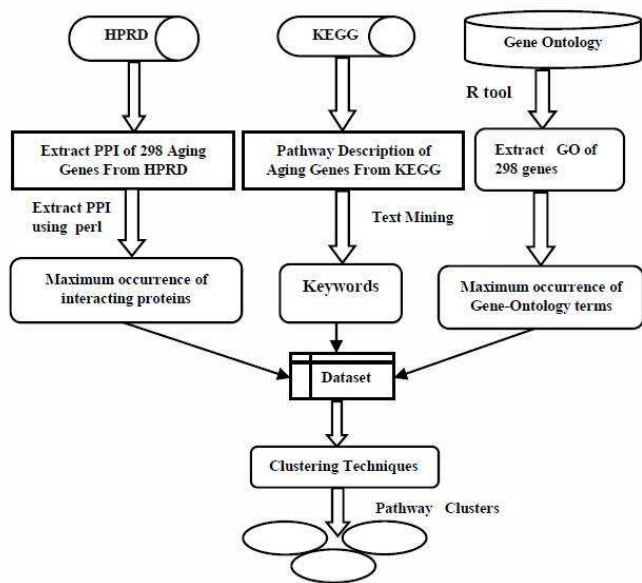 HPRD
KEGG
Gene Ontology
R tool
Extract PPI of 298 Aging
Genes From HPRD
Pathway Description of
Aging Genes From KEGG
Extract GO of
298 genes
Extract PPI
using perl
Text Mining
Maximum occurrence of
interacting proteins
Keywords
Maximum occurrence of
Gene-Ontology terms
Dataset
Clustering Techniques
Pathway Clusters